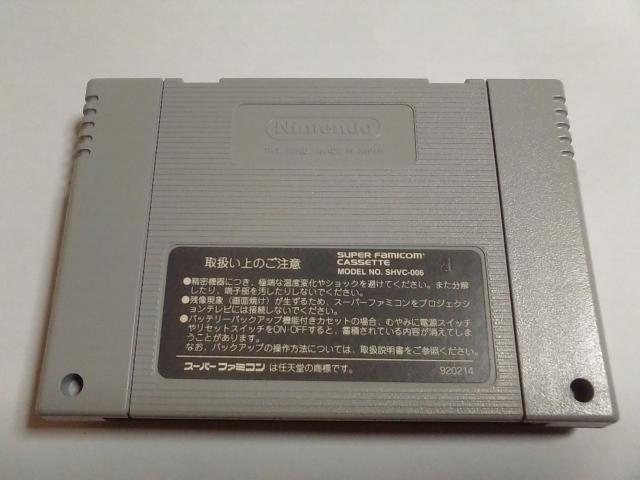 Nintendo
PAT. PEND. MADE IN JAPAN
取扱い上のご注意
SUPER FAMICOM
CASSETTE
MODEL NO. SHVC-006
●精密機器につき、極端な温度変化やショックを避けてください。また分解
したり、端子部を汚したりしないでください。
●残像現象（画面焼け）が生ずるため、スーパーファミコンをプロジェクシ
ョンテレビには接続しないでください。
●バッテリーバックアップ機能付きカセットの場合、むやみに電源スイッチ
やリセットスイッチをON・OFFすると、蓄積されている内容が消えてしま
うことがあります。
なお、バックアップの操作方法については、取扱説明書をご参照ください。
スーパーファミコン は任天堂の商標です。
920214